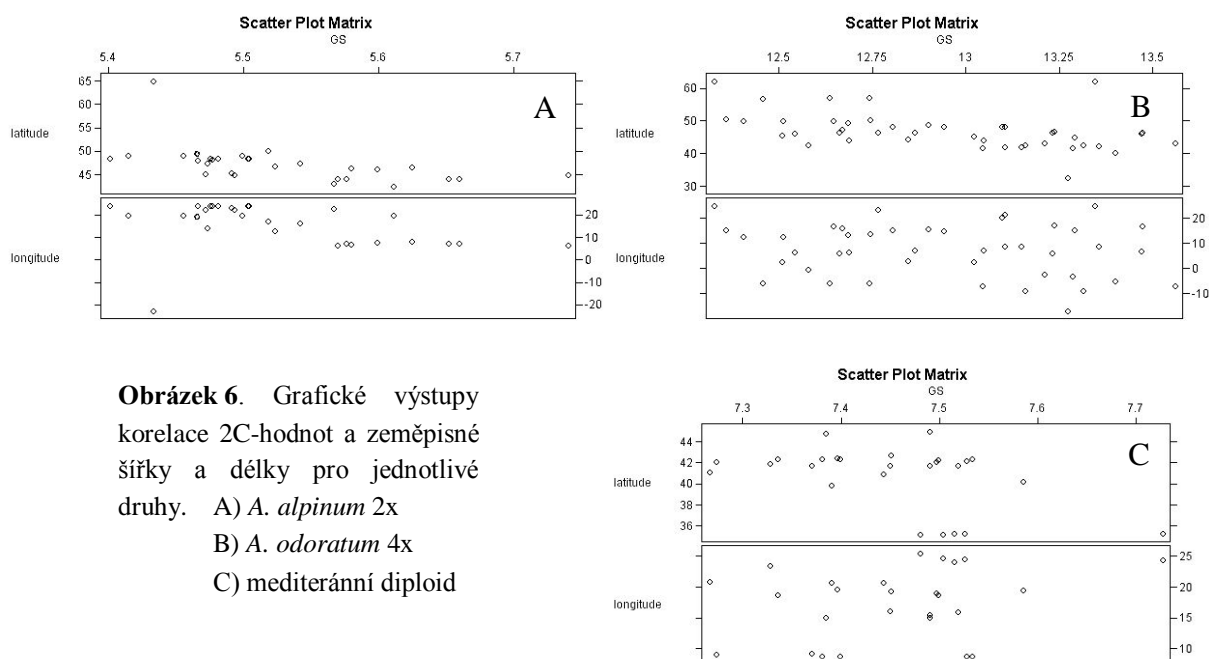 Scatter Plot Matrix
GS
5.4 5.5 5.6 5.7
65
60
55
50
45
latitude
A
20
10
0
-10
-20
longitude
Scatter Plot Matrix
GS
12.5 12.75 13 13.25 13.5
60
50
40
30
latitude
B
20
10
0
-10
longitude
Obrázek 6. Grafické výstupy
korelace 2C-hodnot a zeměpisné
šířky a délky pro jednotlivé
druhy. A) A. alpinum 2x
B) A. odoratum 4x
C) mediteránní diploid
Scatter Plot Matrix
GS
7.3 7.4 7.5 7.6 7.7
44
42
40
38
36
latitude
C
25
20
15
10
longitude